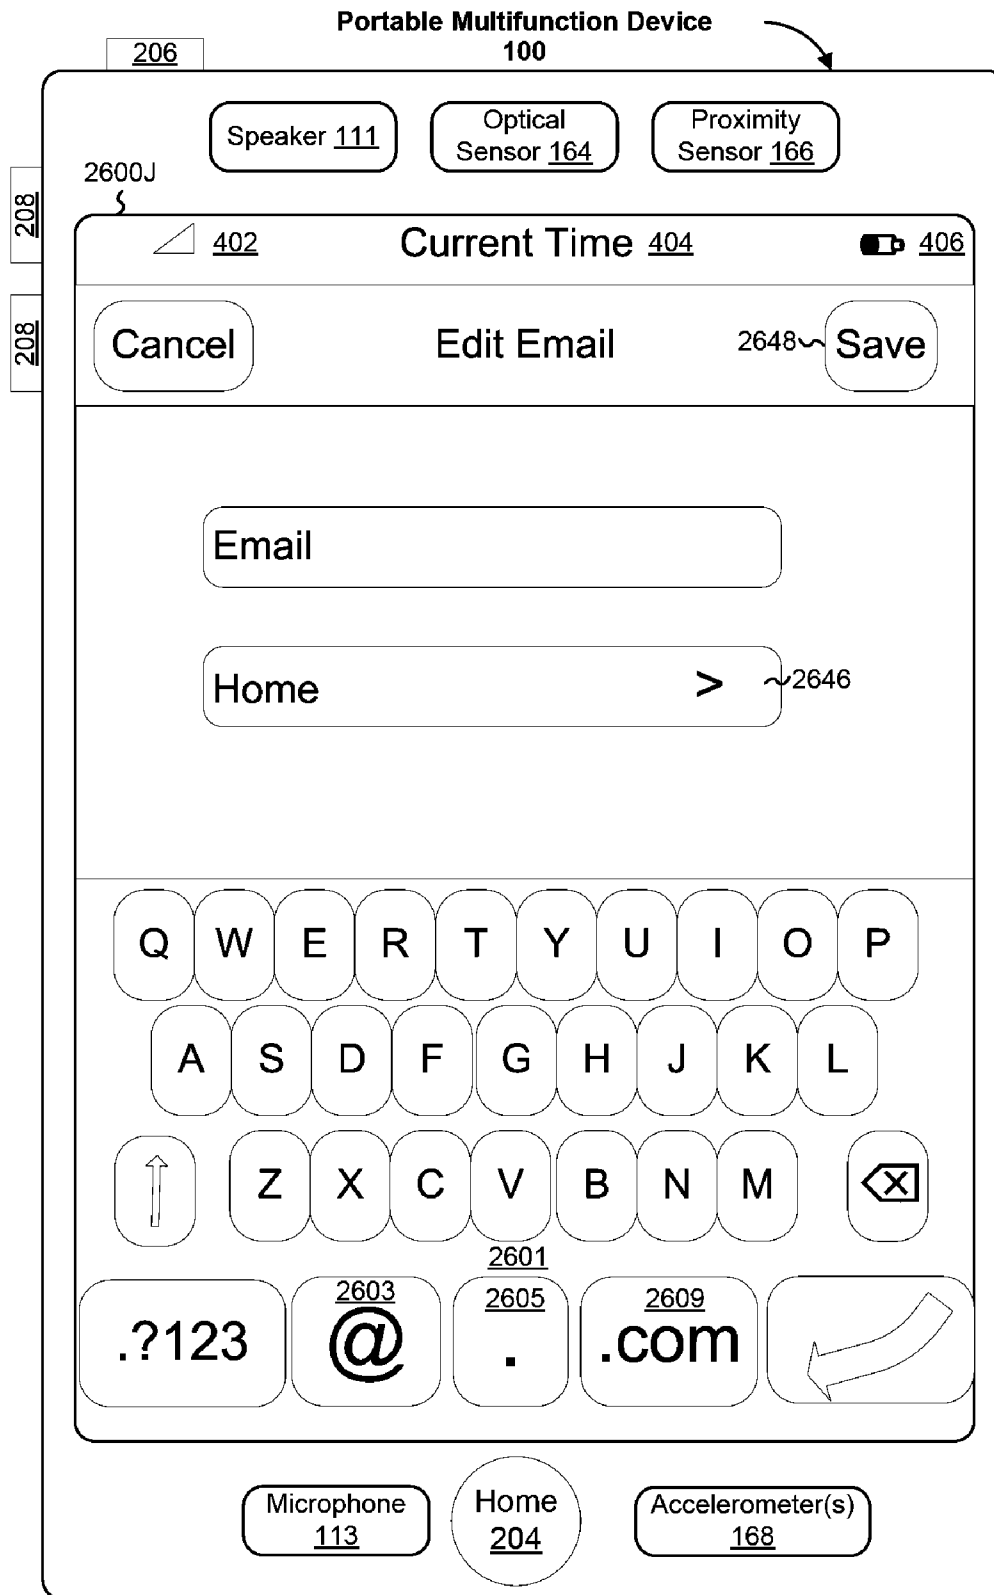 Portable Multifunction Device
100
206
Speaker 111
Optical
Sensor 164
Proximity
Sensor 166
2600J
208
208
402
Current Time 404
406
Cancel
Edit Email
2648
Save
Email
Home
>
2646
Q W E R T Y U I O P
A S D F G H J K L
Z X C V B N M
2601
2603
2605
2609
.?123
@
.
.com
Microphone
113
Home
204
Accelerometer(s)
168